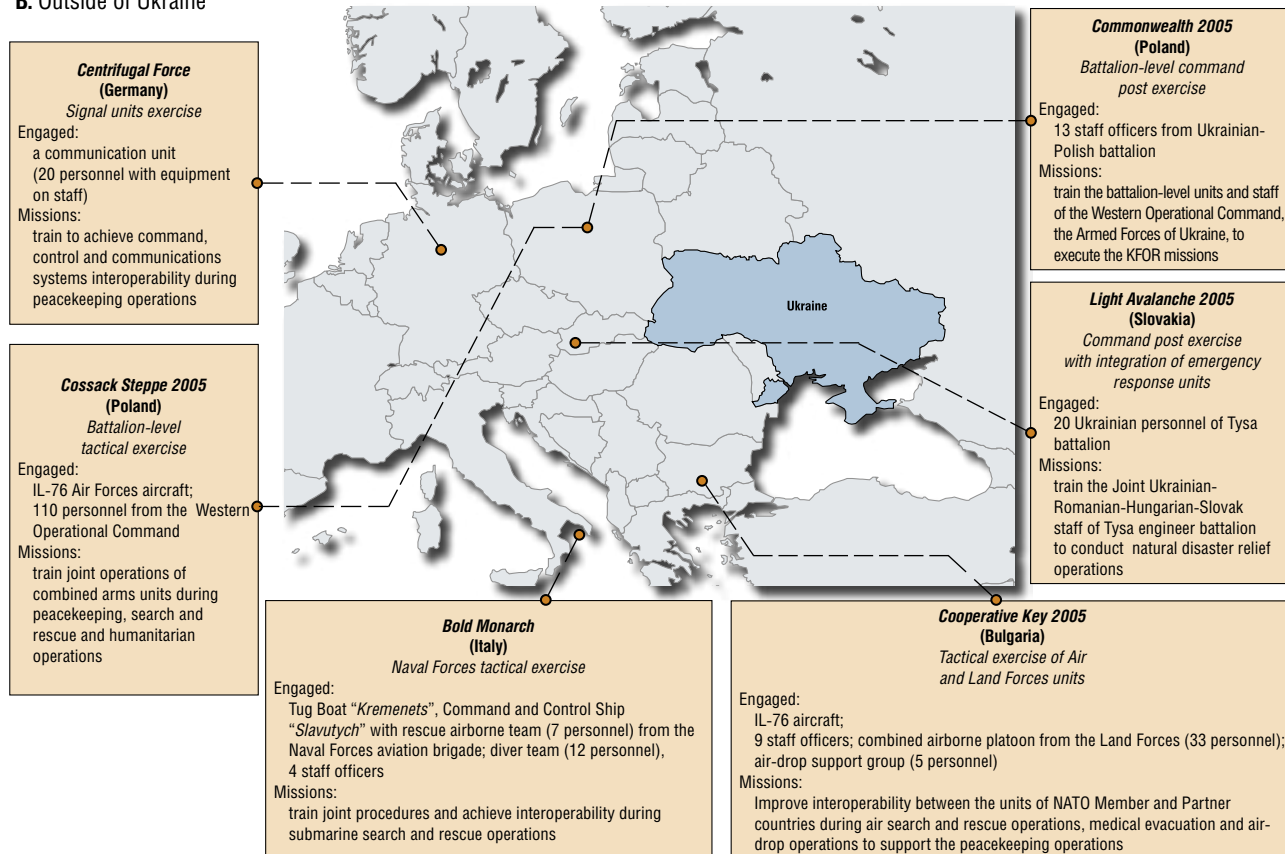 B. Outside of Ukraine
Centrifugal Force
(Germany)
Signal units exercise
Engaged:
a communication unit
(20 personnel with equipment
on staff)
Missions:
train to achieve command,
control and communications
systems interoperability during
peacekeeping operations
Cossack Steppe 2005
(Poland)
Battalion-level
tactical exercise
Engaged:
IL-76 Air Forces aircraft;
110 personnel from the Western
Operational Command
Missions:
train joint operations of
combined arms units during
peacekeeping, search and
rescue and humanitarian
operations
Ukraine
Commonwealth 2005
(Poland)
Battalion-level command
post exercise
Engaged:
13 staff officers from Ukrainian-
Polish battalion
Missions:
train the battalion-level units and staff
of the Western Operational Command,
the Armed Forces of Ukraine, to
execute the KFOR missions
Light Avalanche 2005
(Slovakia)
Command post exercise
with integration of emergency
response units
Engaged:
20 Ukrainian personnel of Tysa
battalion
Missions:
train the Joint Ukrainian-
Romanian-Hungarian-Slovak
staff of Tysa engineer battalion
to conduct natural disaster relief
operations
Bold Monarch
(Italy)
Naval Forces tactical exercise
Engaged:
Tug Boat “Kremenets”, Command and Control Ship
“Slavutych” with rescue airborne team (7 personnel) from the
Naval Forces aviation brigade; diver team (12 personnel),
4 staff officers
Missions:
train joint procedures and achieve interoperability during
submarine search and rescue operations
Cooperative Key 2005
(Bulgaria)
Tactical exercise of Air
and Land Forces units
Engaged:
IL-76 aircraft;
9 staff officers; combined airborne platoon from the Land Forces (33 personnel);
air-drop support group (5 personnel)
Missions:
Improve interoperability between the units of NATO Member and Partner
countries during air search and rescue operations, medical evacuation and air-
drop operations to support the peacekeeping operations